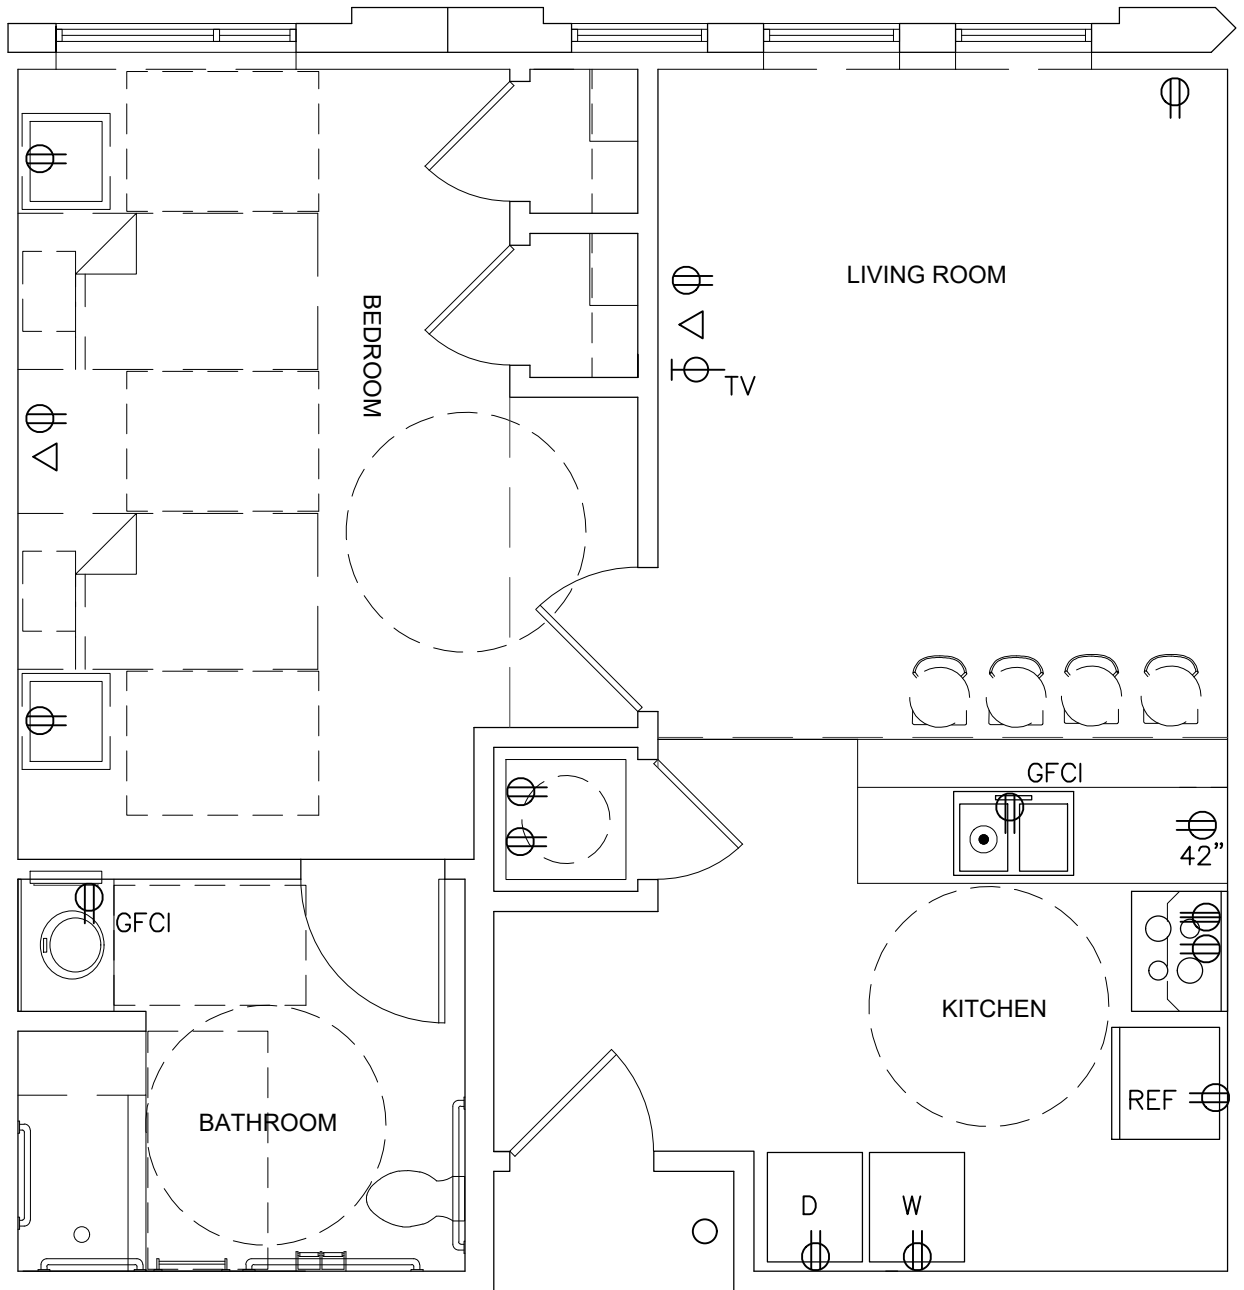 LIVING ROOM
BEDROOM
TV
GFCI
42"
GFCI
KITCHEN
REF
BATHROOM
D
W